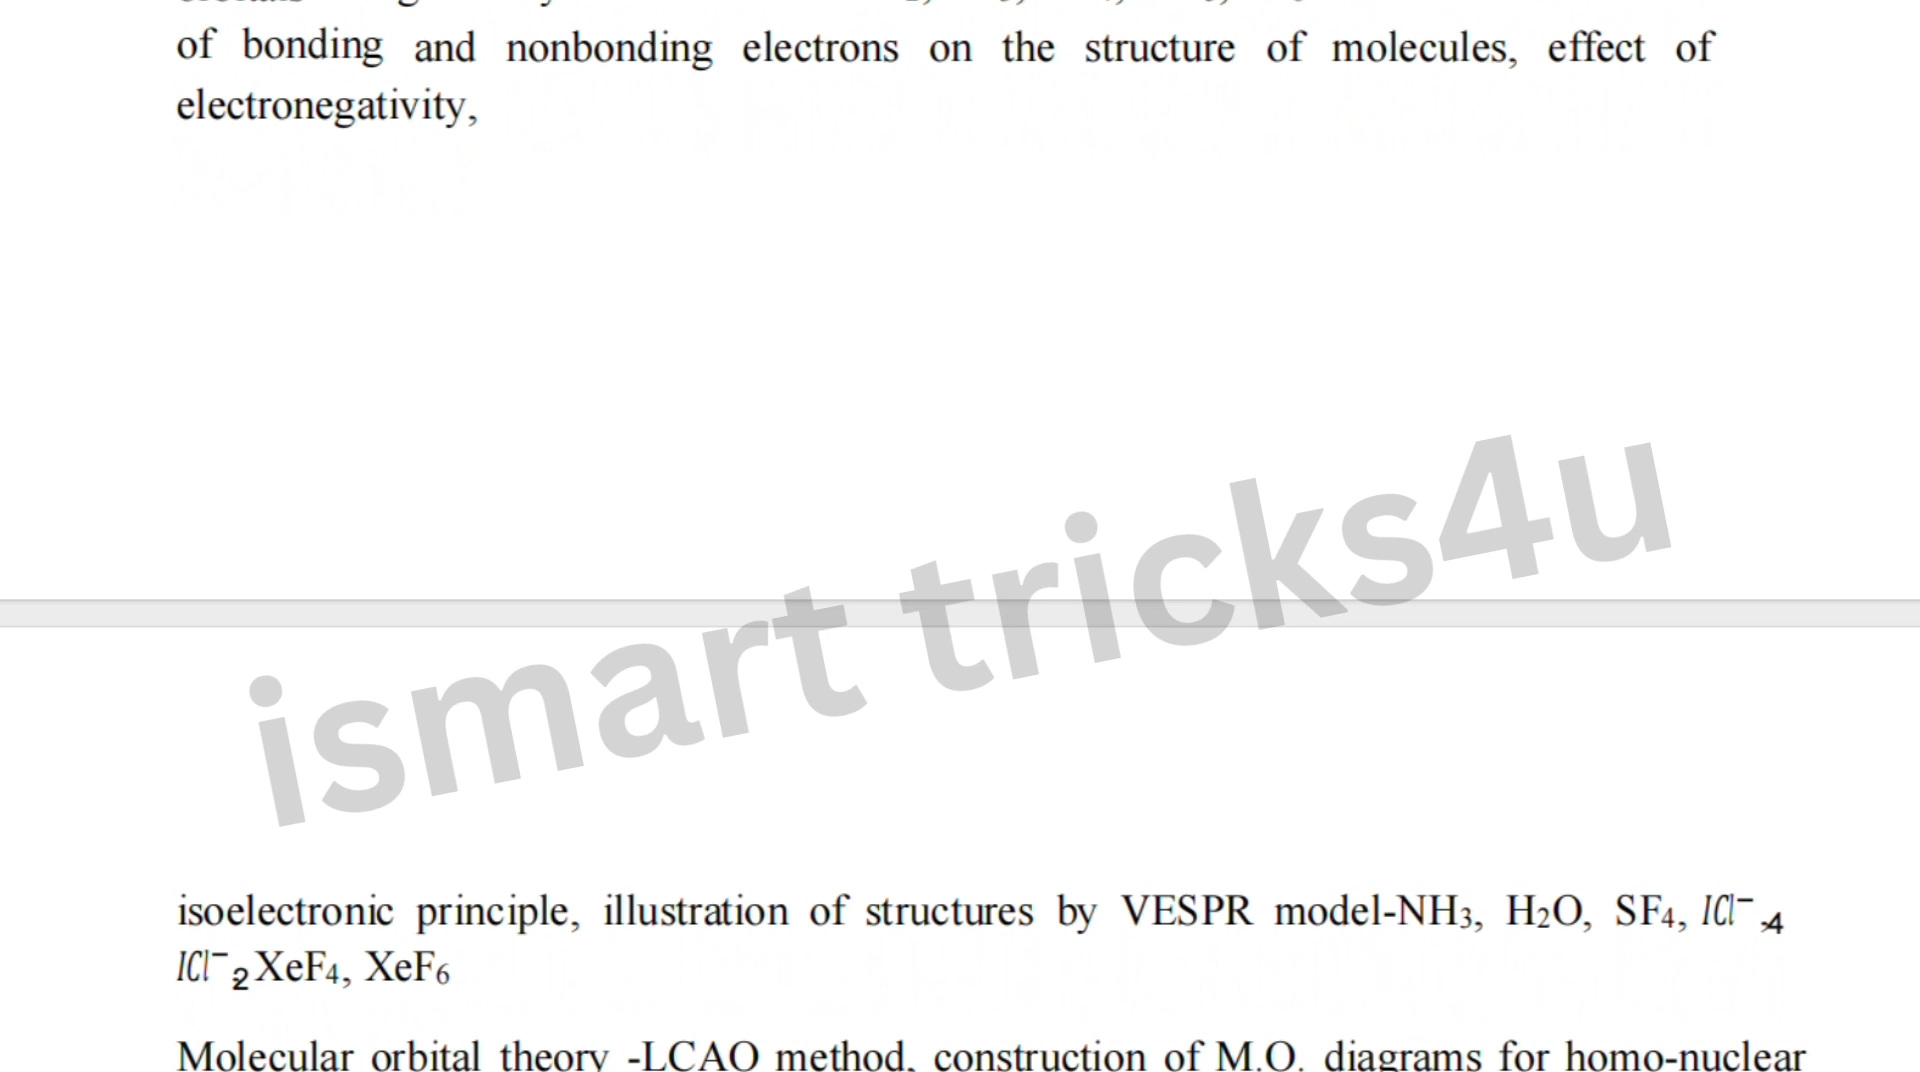 of bonding and nonbonding electrons on the structure of molecules, effect of
electronegativity,
ismart tricks4u
isoelectronic principle, illustration of structures by VESPR model-NH₃, H₂O, SF₄, ICl⁻₄
ICl⁻₂XeF₄, XeF₆
Molecular orbital theory -LCAO method, construction of M.O. diagrams for homo-nuclear